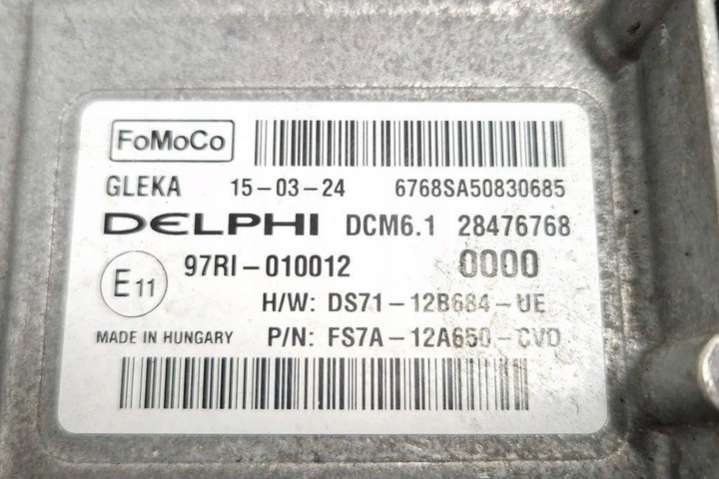 FoMoCo
GLEKA 15-03-24 6768SA50830685
DELPHI DCM6.1 28476768
97RI-010012 0000
E11
H/W: DS71-12B684-UE
MADE IN HUNGARY P/N: FS7A-12A650-CVD